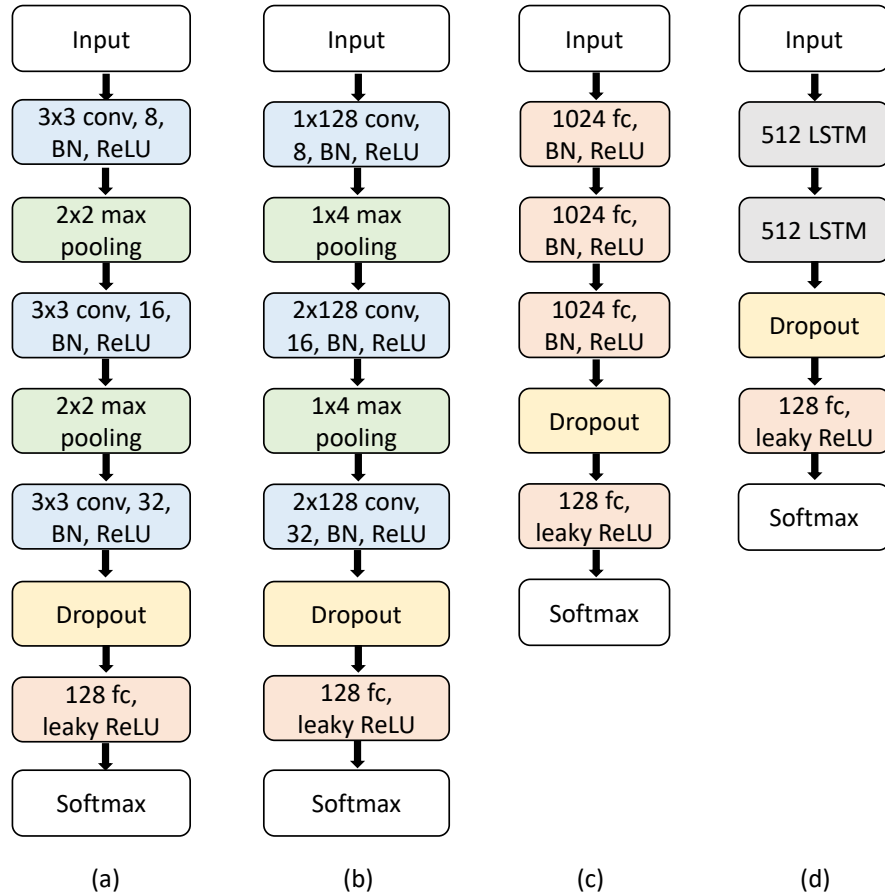 Input
3x3 conv, 8,
BN, ReLU
2x2 max
pooling
3x3 conv, 16,
BN, ReLU
2x2 max
pooling
3x3 conv, 32,
BN, ReLU
Dropout
128 fc,
leaky ReLU
Softmax
(a)
Input
1x128 conv,
8, BN, ReLU
1x4 max
pooling
2x128 conv,
16, BN, ReLU
1x4 max
pooling
2x128 conv,
32, BN, ReLU
Dropout
128 fc,
leaky ReLU
Softmax
(b)
Input
1024 fc,
BN, ReLU
1024 fc,
BN, ReLU
1024 fc,
BN, ReLU
Dropout
128 fc,
leaky ReLU
Softmax
(c)
Input
512 LSTM
512 LSTM
Dropout
128 fc,
leaky ReLU
Softmax
(d)